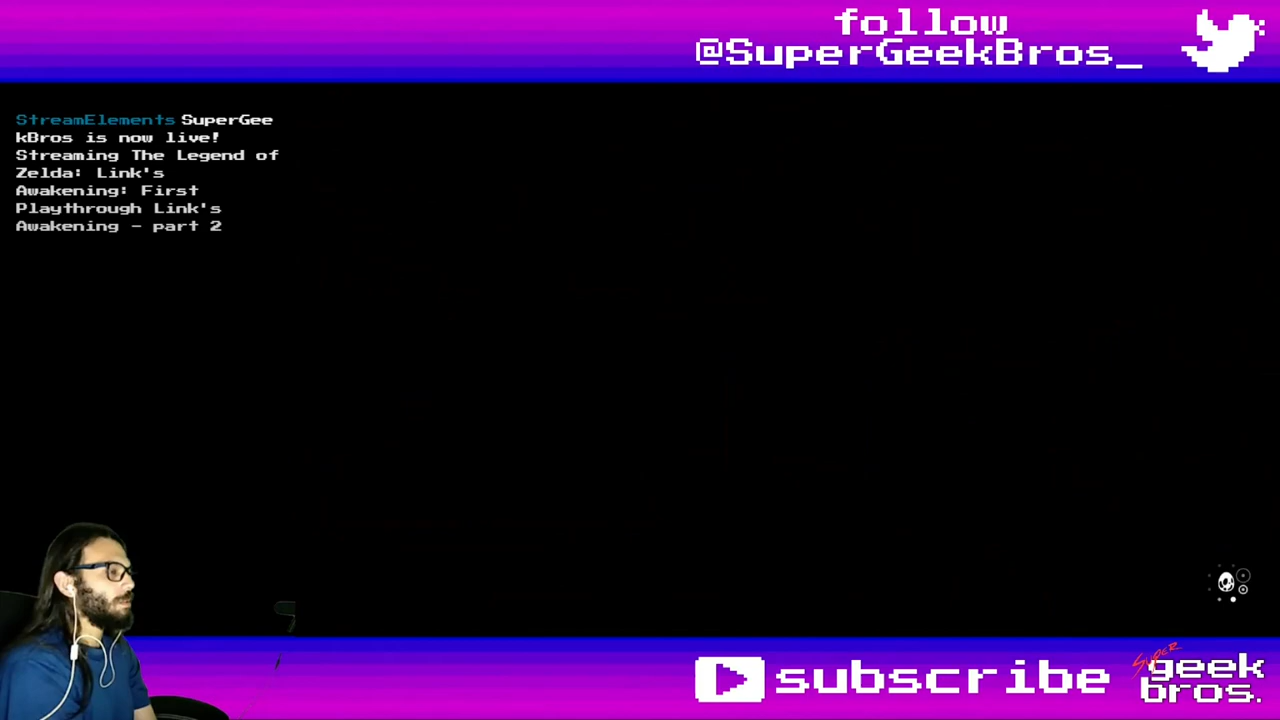 follow
@SuperGeekBros_
StreamElements SuperGee
kBros is now live!
Streaming The Legend of
Zelda: Link's
Awakening: First
Playthrough Link's
Awakening - part 2
subscribe
SUPER
geek
bros.